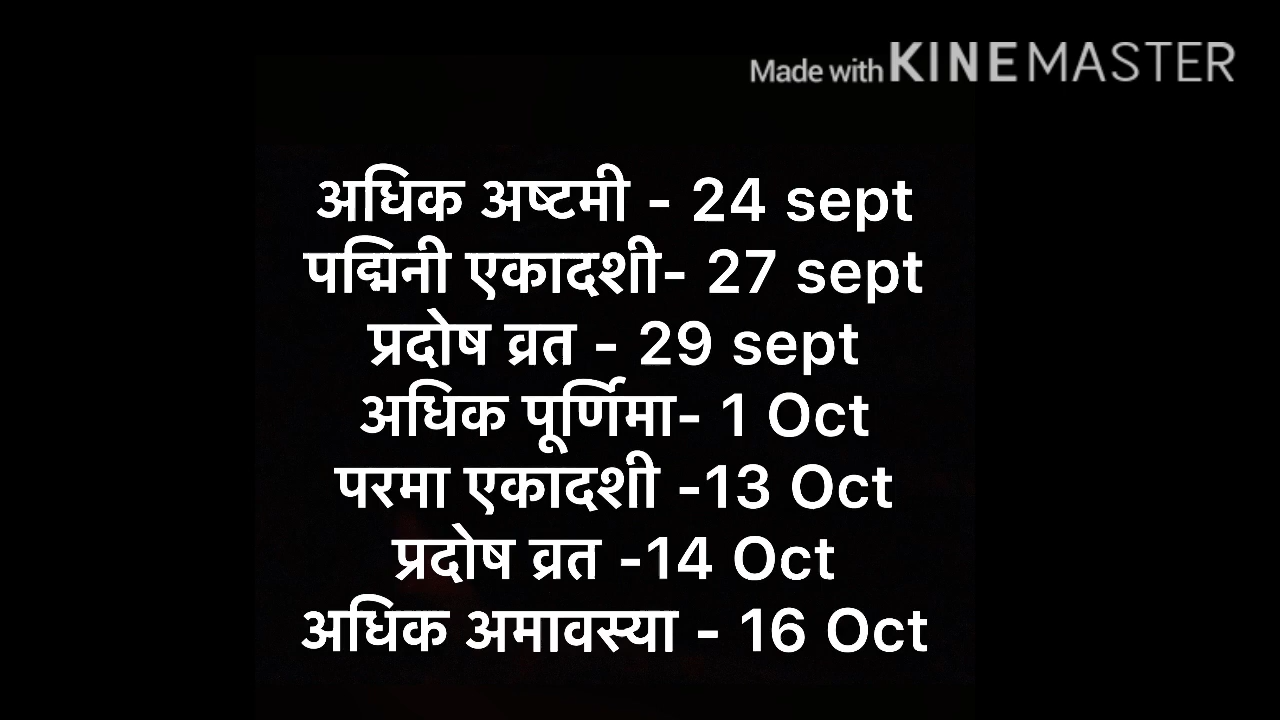 Made with KINEMASTER
अधिक अष्टमी - 24 sept
पद्मिनी एकादशी- 27 sept
प्रदोष व्रत - 29 sept
अधिक पूर्णिमा- 1 Oct
परमा एकादशी -13 Oct
प्रदोष व्रत -14 Oct
अधिक अमावस्या - 16 Oct